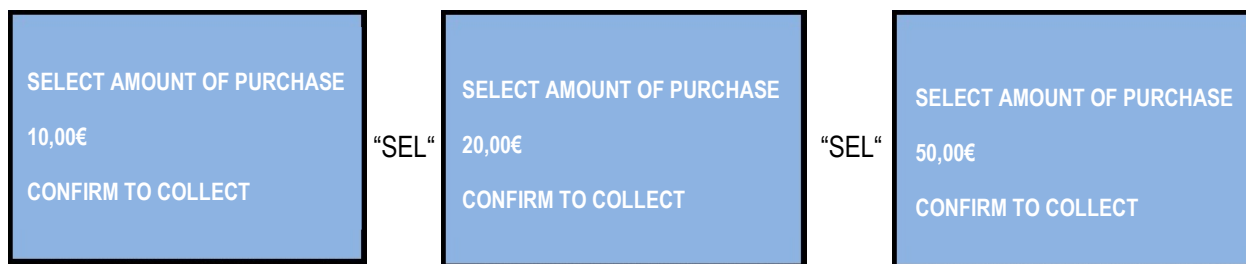 SELECT AMOUNT OF PURCHASE
10,00€
CONFIRM TO COLLECT
“SEL“
SELECT AMOUNT OF PURCHASE
20,00€
CONFIRM TO COLLECT
“SEL“
SELECT AMOUNT OF PURCHASE
50,00€
CONFIRM TO COLLECT